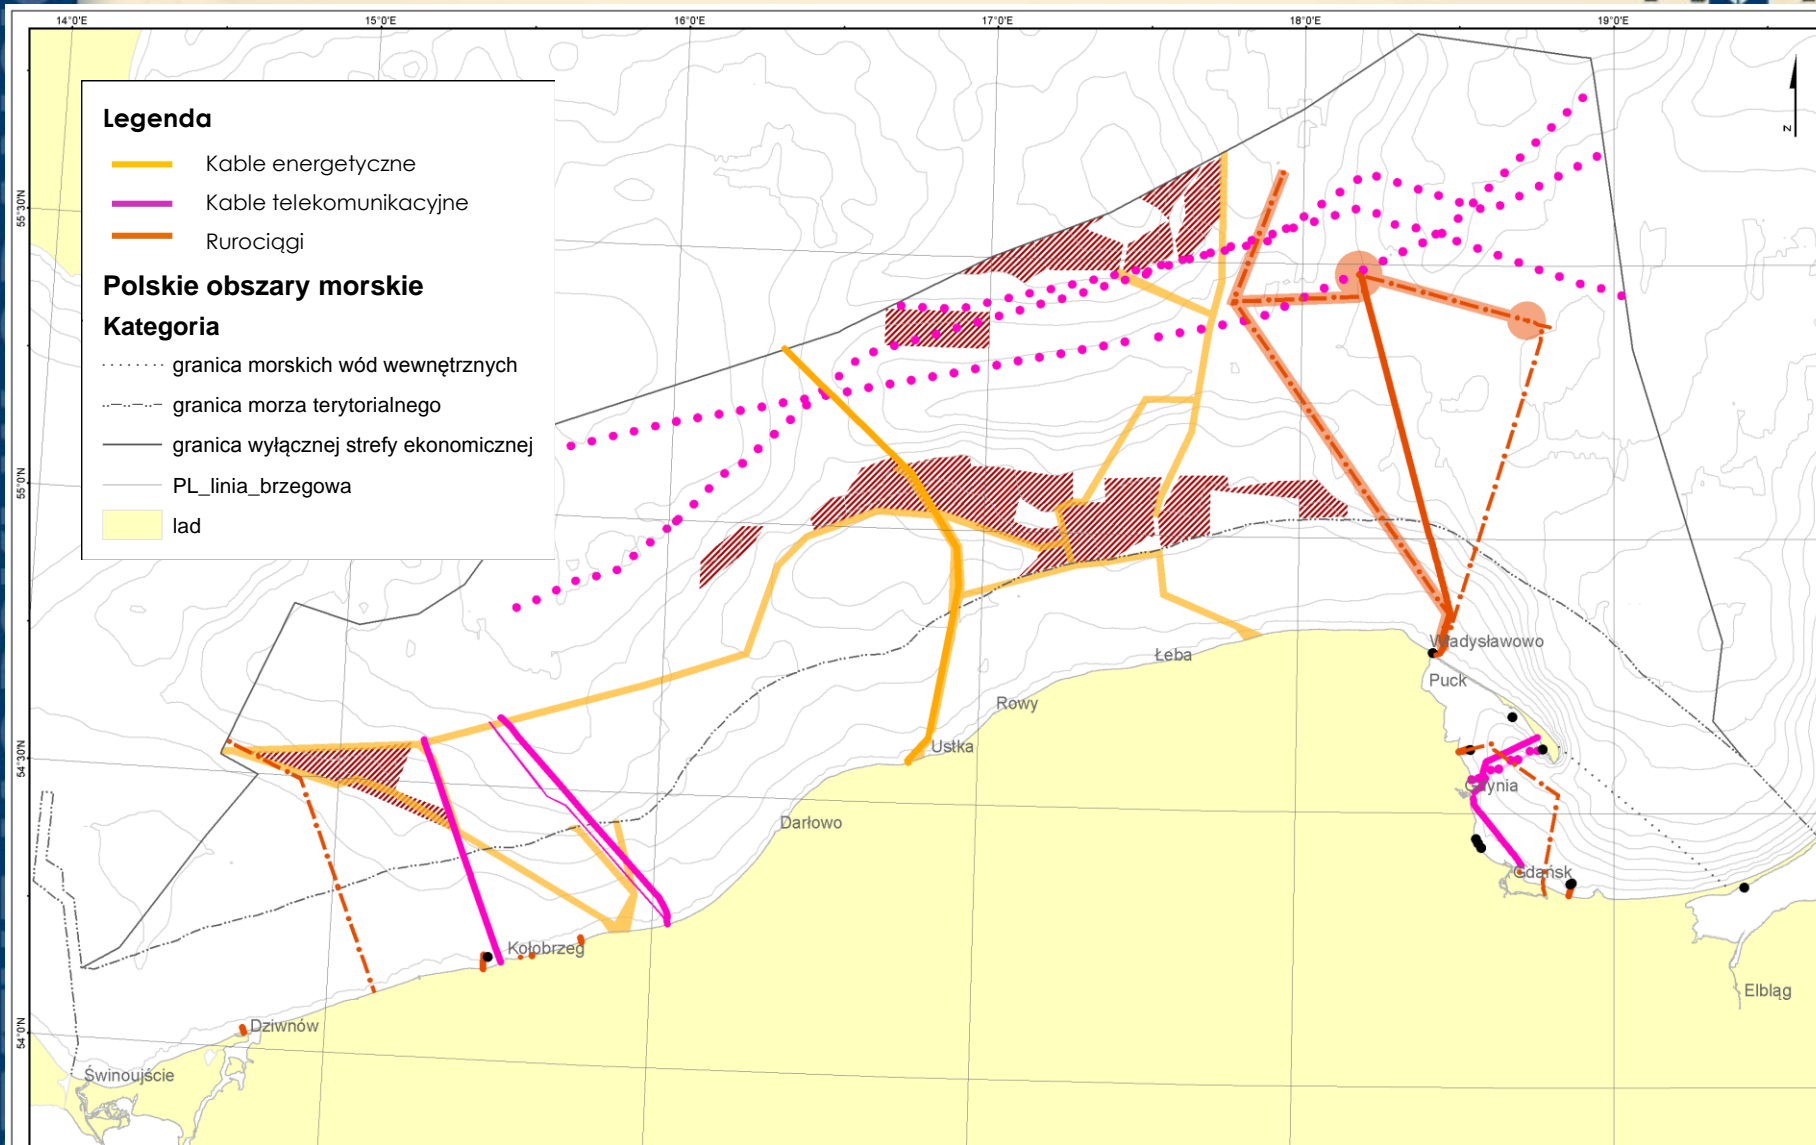 14°0'E 15°0'E 16°0'E 17°0'E 18°0'E 19°0'E
Legenda
Kable energetyczne
Kable telekomunikacyjne
Rurociągi
Polskie obszary morskie
Kategoria
granica morskich wód wewnętrznych
granica morza terytorialnego
granica wyłącznej strefy ekonomicznej
PL_linia_brzegowa
lad
N
55°30'N
55°0'N
54°30'N
54°0'N
Władysławowo
Puck
Łeba
Rowy
Ustka
Darłowo
Gdynia
Gdańsk
Kołobrzeg
Elbląg
Dziwnów
Świnoujście